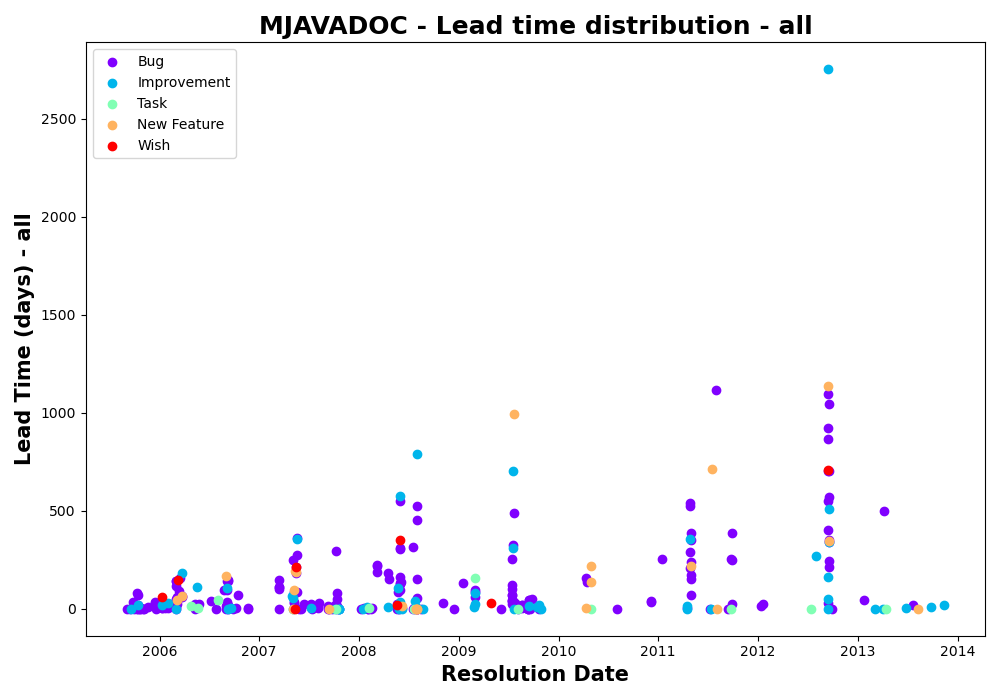 MJAVADOC - Lead time distribution - all
Bug
Improvement
Task
New Feature
Wish
Lead Time (days) - all
2500
2000
1500
1000
500
0
2006 2007 2008 2009 2010 2011 2012 2013 2014
Resolution Date